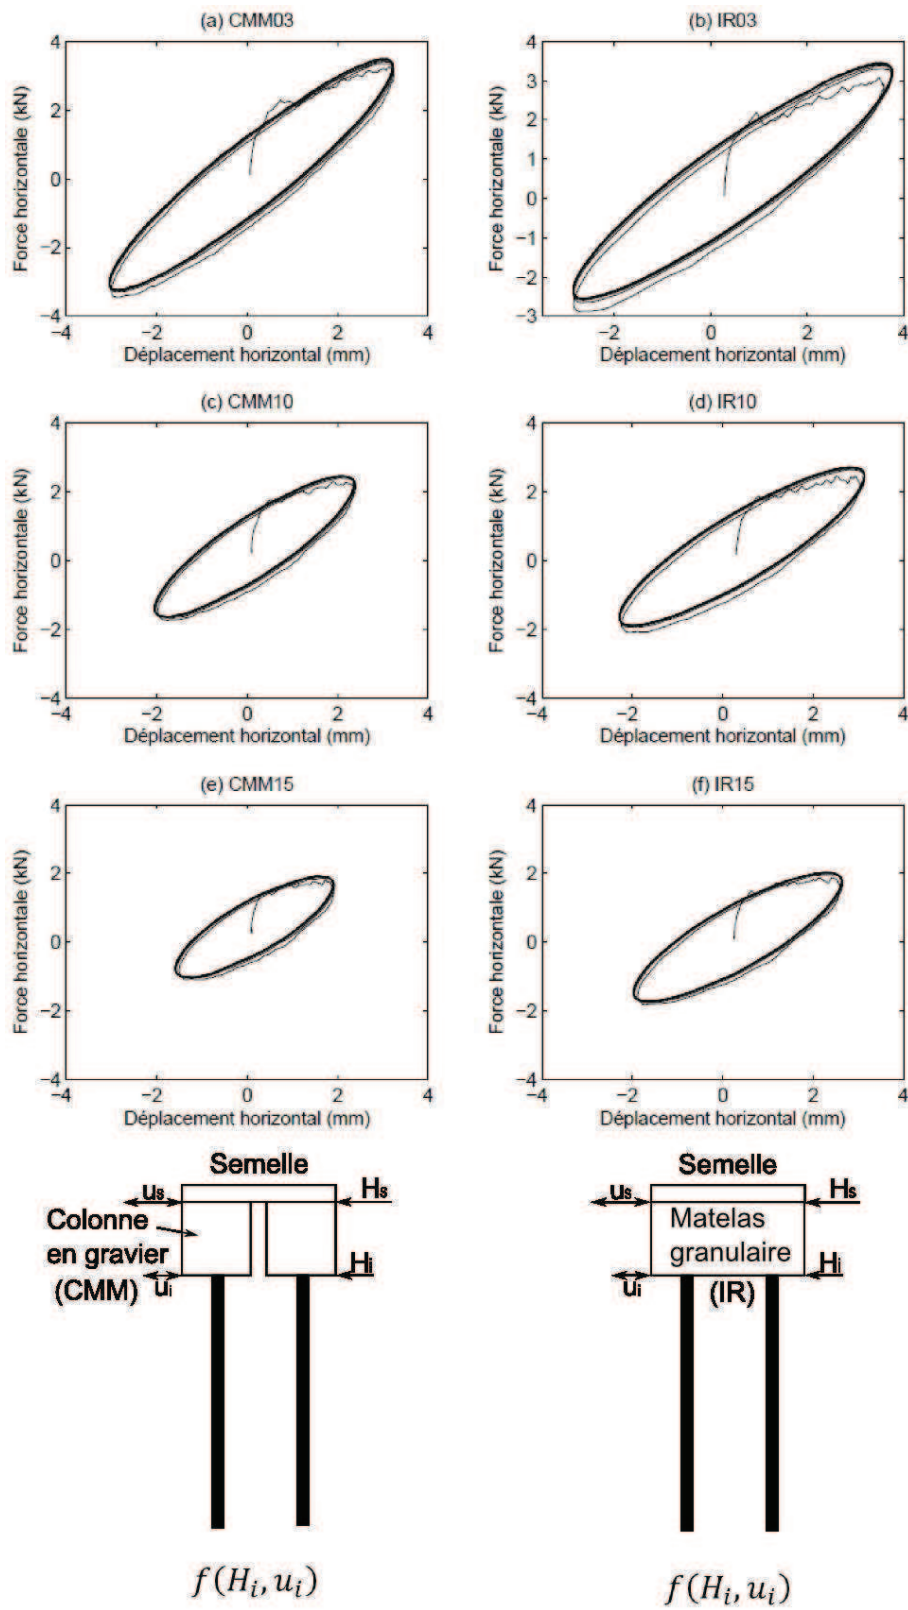 (a) CMM03
(b) IR03
Force horizontale (kN)
4
2
0
−2
−4
Force horizontale (kN)
4
3
2
1
0
−1
−2
−3
−4 −2 0 2 4
−2 0 2 4
Déplacement horizontal (mm)
Déplacement horizontal (mm)
(c) CMM10
(d) IR10
Force horizontale (kN)
4
2
0
−2
−4
Force horizontale (kN)
4
2
0
−2
−4
−4 −2 0 2 4
−4 −2 0 2 4
Déplacement horizontal (mm)
Déplacement horizontal (mm)
(e) CMM15
(f) IR15
Force horizontale (kN)
4
2
0
−2
−4
Force horizontale (kN)
4
2
0
−2
−4
−4 −2 0 2 4
−4 −2 0 2 4
Déplacement horizontal (mm)
Déplacement horizontal (mm)
Semelle
us
Hs
Colonne
en gravier
(CMM)
ui
Hi
Semelle
us
Hs
Matelas
granulaire
(IR)
ui
Hi
f(Hi, ui)
f(Hi, ui)